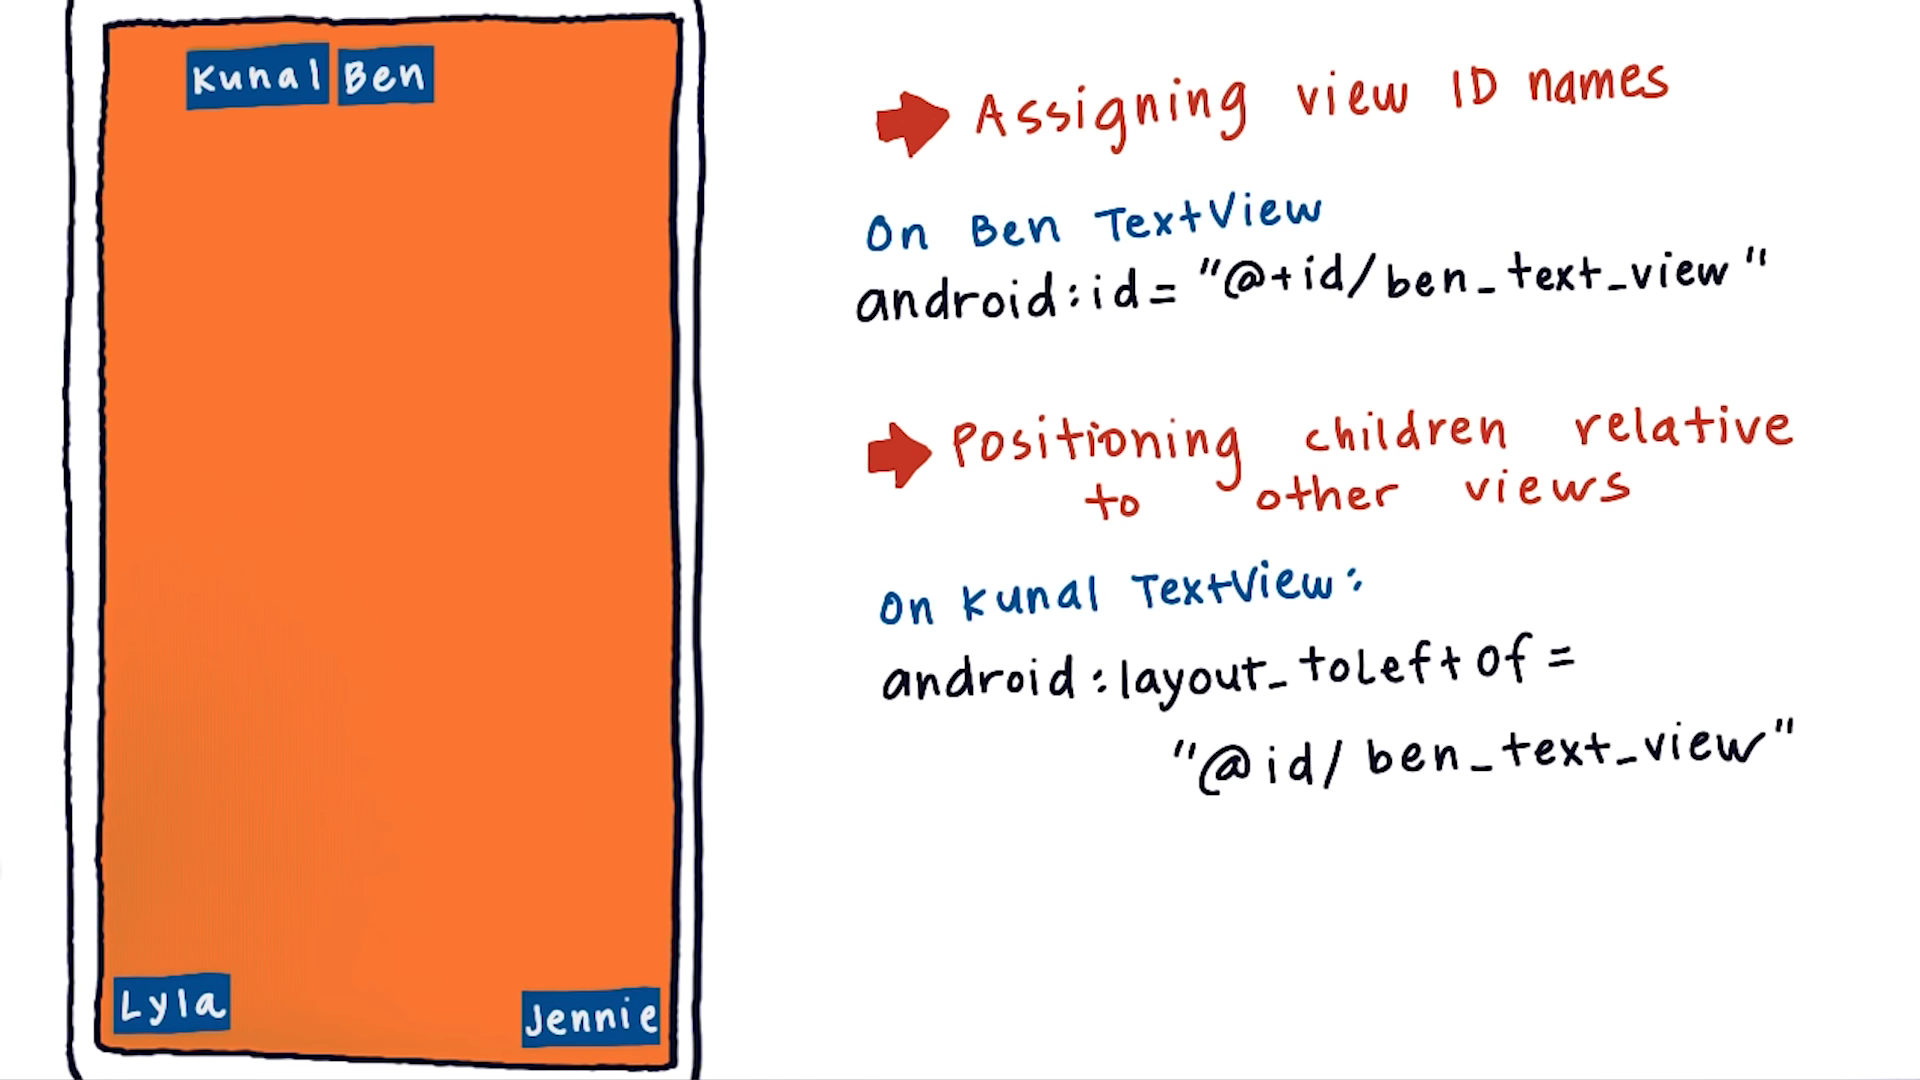 Kunal Ben
Lyla
Jennie
Assigning view ID names
On Ben TextView
android:id= "@+id/ben_text_view"
Positioning children relative
to other views
On Kunal TextView:
android:layout_toLeftOf=
"@id/ben_text_view"